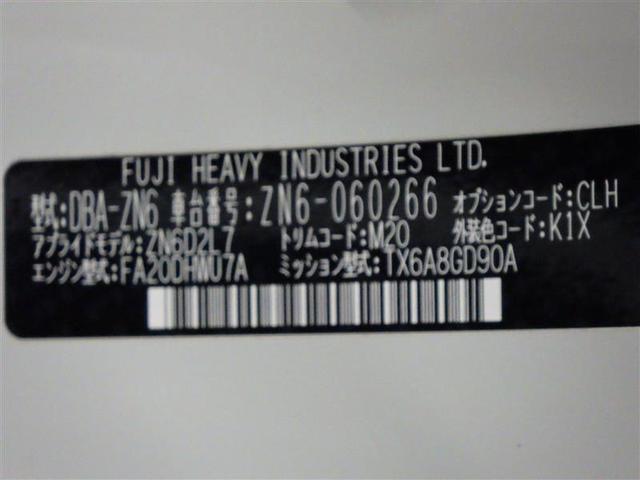 FUJI HEAVY INDUSTRIES LTD.
型式:DBA-ZN6 車台番号:ZN6-060266 オプションコード:CLH
アプライドモデル:ZN6D2L7 トリムコード:M20 外装色コード:K1X
エンジン型式:FA20DHWU7A ミッション型式:TX6A8GD90A